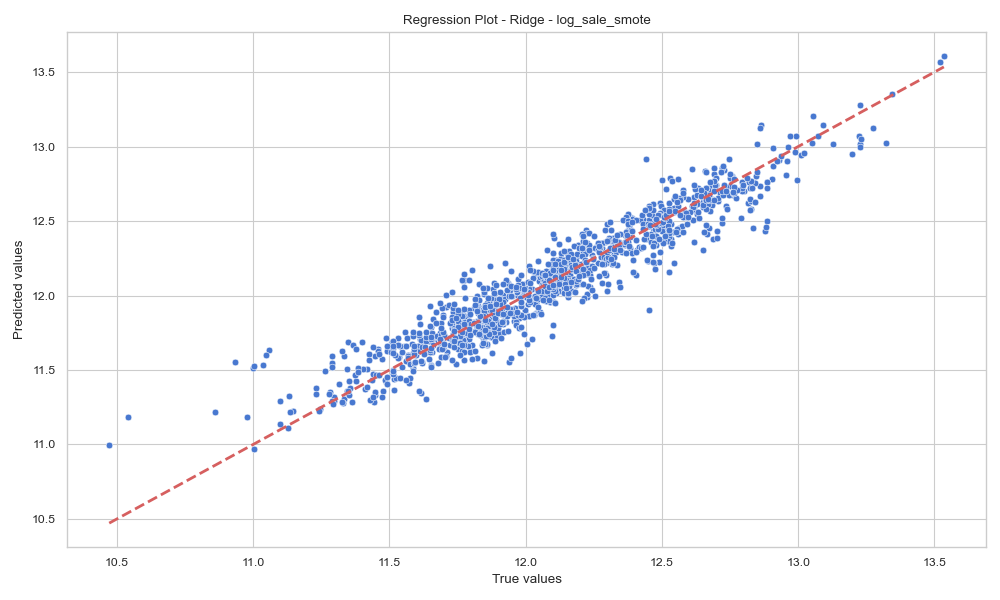 Regression Plot - Ridge - log_sale_smote
Predicted values
13.5
13.0
12.5
12.0
11.5
11.0
10.5
10.5 11.0 11.5 12.0 12.5 13.0 13.5
True values